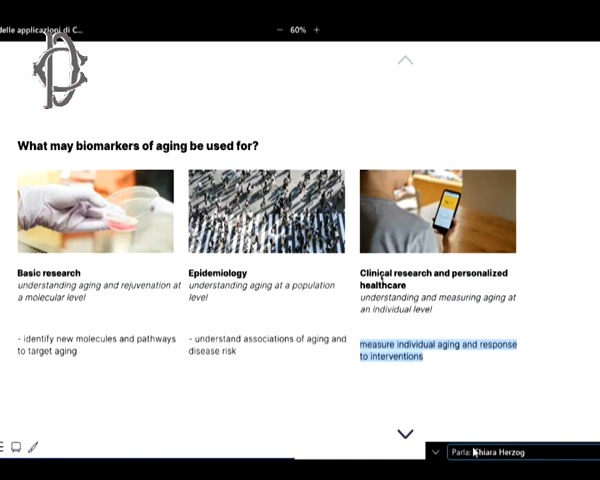 delle applicazioni di C...
− 60% +
What may biomarkers of aging be used for?
Basic research
understanding aging and rejuvenation at
a molecular level
- identify new molecules and pathways
to target aging
Epidemiology
understanding aging at a population
level
- understand associations of aging and
disease risk
Clinical research and personalized
healthcare
understanding and measuring aging at
an individual level
measure individual aging and response
to interventions
Parla: Chiara Herzog